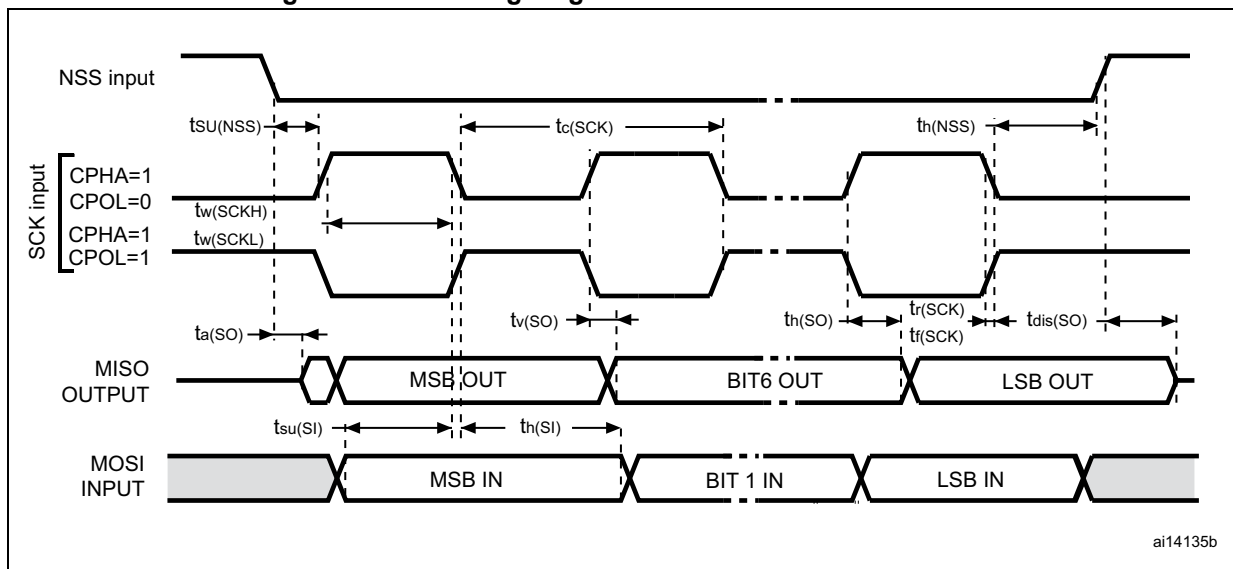 NSS input
tSU(NSS)
tc(SCK)
th(NSS)
SCK input
CPHA=1
CPOL=0
tw(SCKH)
CPHA=1
tw(SCKL)
CPOL=1
ta(SO)
tv(SO)
th(SO)
tr(SCK)
tf(SCK)
tdis(SO)
MISO
OUTPUT
MSB OUT
BIT6 OUT
LSB OUT
tsu(SI)
th(SI)
MOSI
INPUT
MSB IN
BIT 1 IN
LSB IN
ai14135b